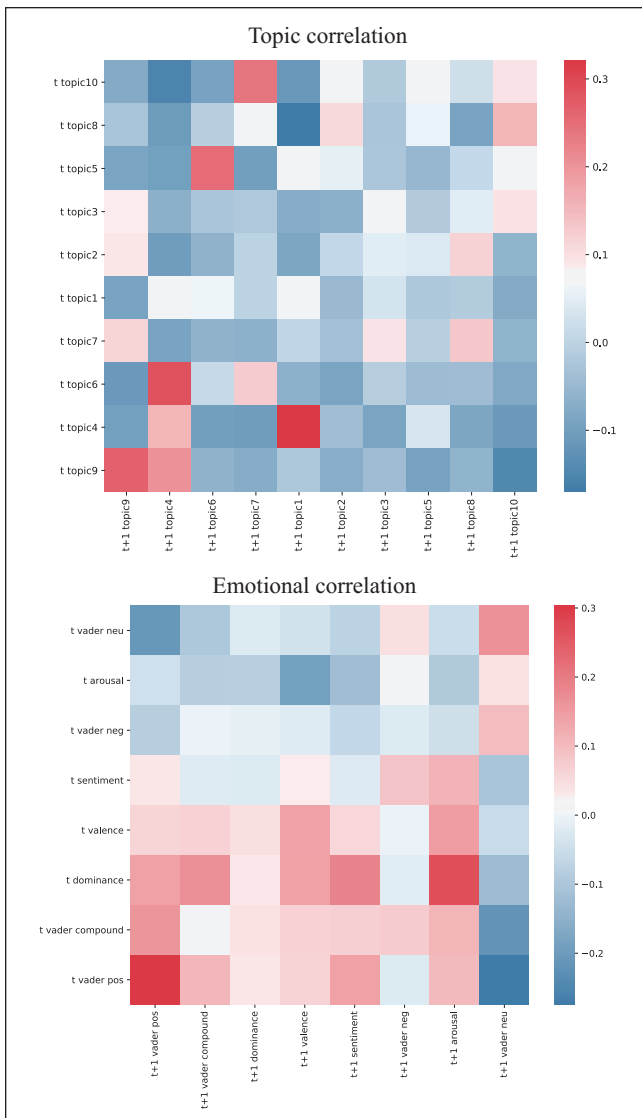 Topic correlation
t topic10
t topic8
t topic5
t topic3
t topic2
t topic1
t topic7
t topic6
t topic4
t topic9
t+1 topic9
t+1 topic4
t+1 topic6
t+1 topic7
t+1 topic1
t+1 topic2
t+1 topic3
t+1 topic5
t+1 topic8
t+1 topic10
0.3
0.2
0.1
0.0
−0.1
Emotional correlation
t vader neu
t arousal
t vader neg
t sentiment
t valence
t dominance
t vader compound
t vader pos
t+1 vader pos
t+1 vader compound
t+1 dominance
t+1 valence
t+1 sentiment
t+1 vader neg
t+1 arousal
t+1 vader neu
0.3
0.2
0.1
0.0
−0.1
−0.2